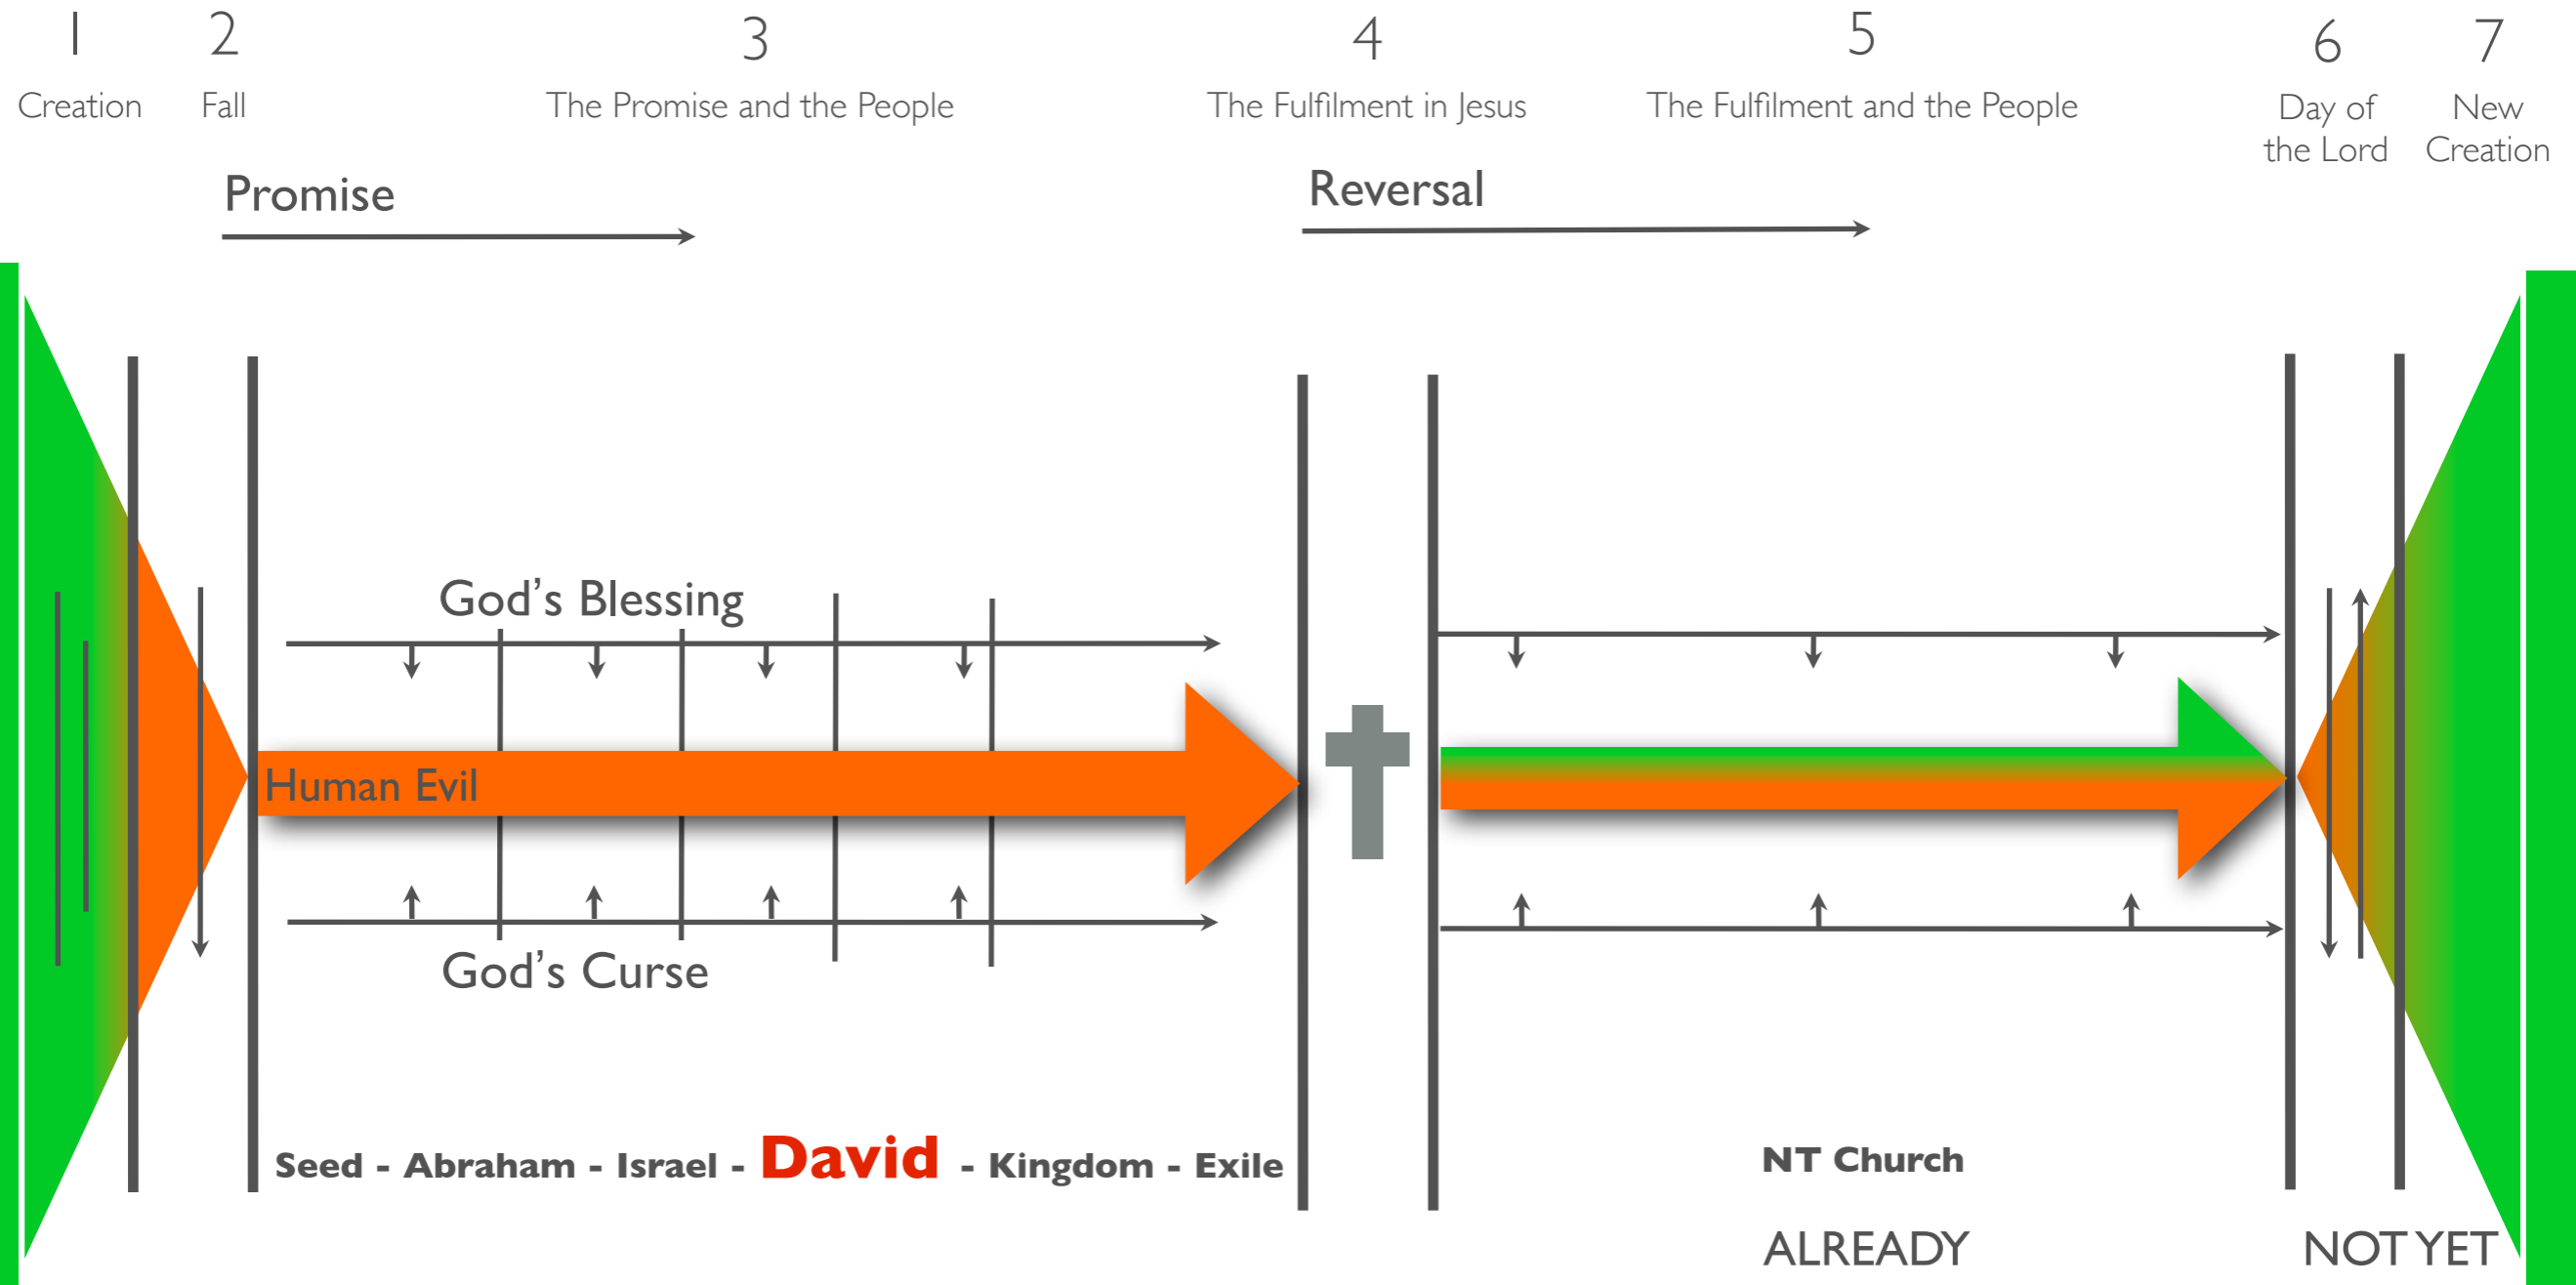 1
2
3
4
5
6
7
Creation
Fall
The Promise and the People
The Fulfilment in Jesus
The Fulfilment and the People
Day of
the Lord
New
Creation
Promise
Reversal
God's Blessing
Human Evil
God's Curse
Seed - Abraham - Israel - David - Kingdom - Exile
NT Church
ALREADY
NOT YET